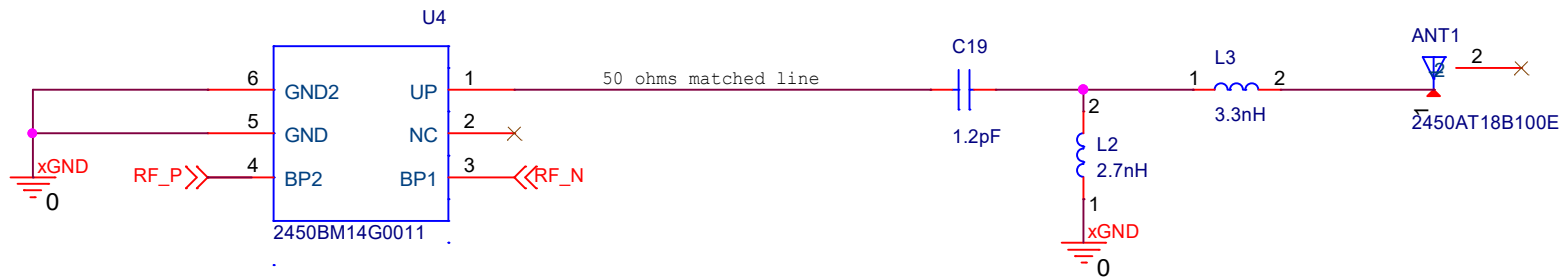 U4
C19
L3
ANT1
6 GND2 UP 1
50 ohms matched line
1 2
2 2
5 GND NC 2
1.2pF
2
3.3nH
1
2450AT18B100E
xGND
RF_P 4 BP2 BP1 3 RF_N
L2
2.7nH
0
2450BM14G0011
1
xGND
0